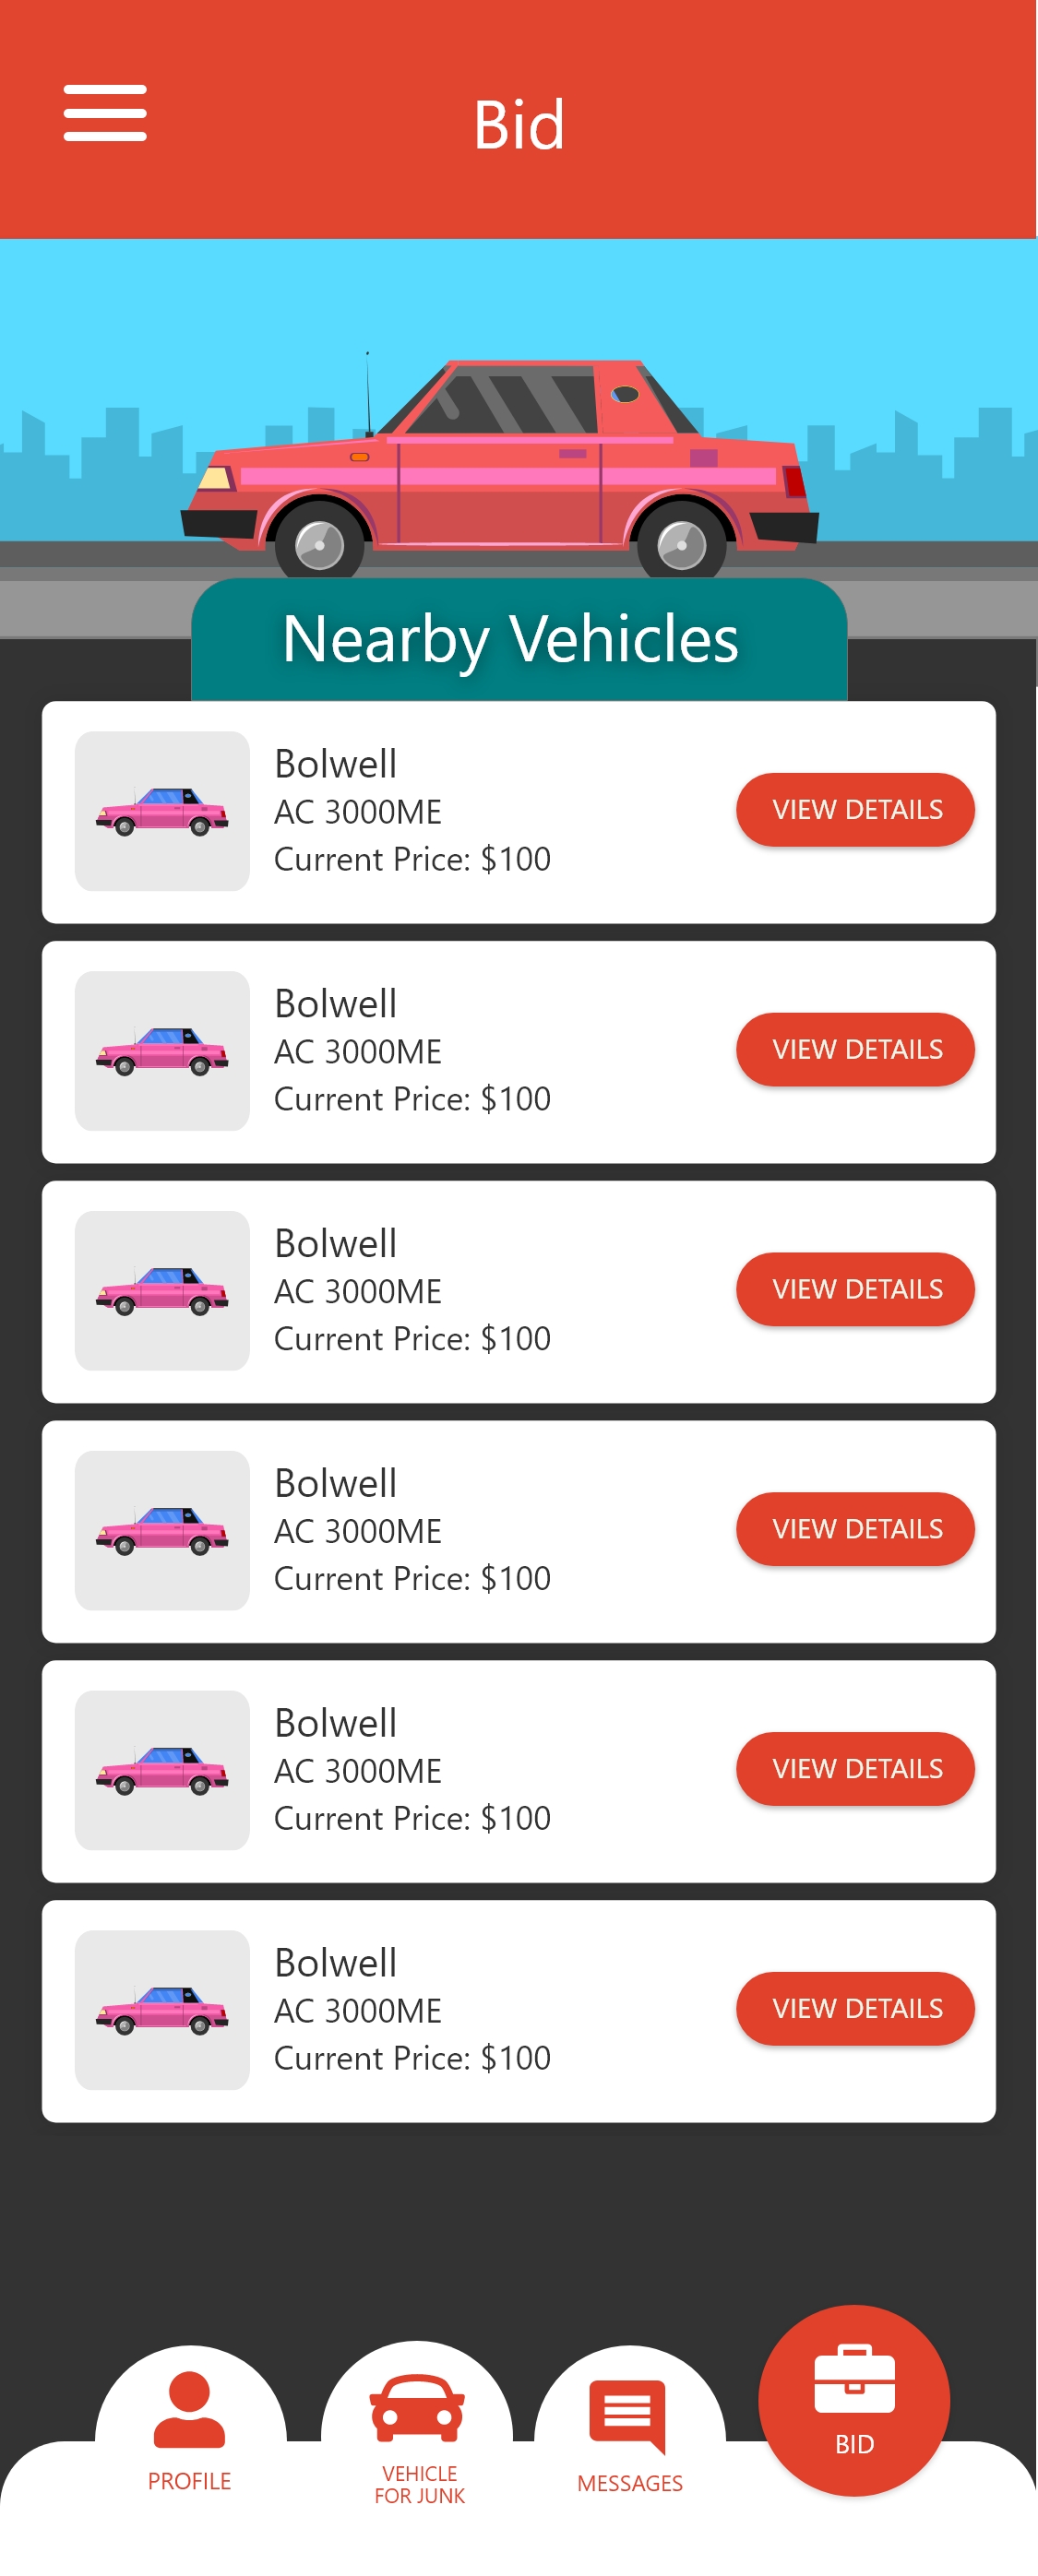 Bid
Nearby Vehicles
Bolwell
AC 3000ME
Current Price: $100
VIEW DETAILS
Bolwell
AC 3000ME
Current Price: $100
VIEW DETAILS
Bolwell
AC 3000ME
Current Price: $100
VIEW DETAILS
Bolwell
AC 3000ME
Current Price: $100
VIEW DETAILS
Bolwell
AC 3000ME
Current Price: $100
VIEW DETAILS
Bolwell
AC 3000ME
Current Price: $100
VIEW DETAILS
PROFILE
VEHICLE
FOR JUNK
MESSAGES
BID